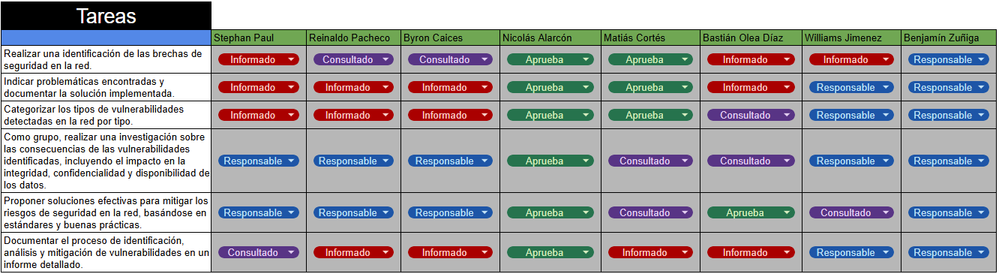 Tareas
Stephan Paul Reinaldo Pacheco Byron Caices Nicolás Alarcón Matiás Cortés Bastián Olea Díaz Williams Jimenez Benjamín Zuñiga
Realizar una identificación de las brechas de
seguridad en la red.
Informado Consultado Consultado Aprueba Aprueba Informado Informado Responsable
Indicar problemáticas encontradas y
documentar la solución implementada.
Informado Informado Informado Aprueba Aprueba Informado Responsable Responsable
Categorizar los tipos de vulnerabilidades
detectadas en la red por tipo.
Informado Informado Informado Aprueba Aprueba Consultado Responsable Responsable
Como grupo, realizar una investigación sobre
las consecuencias de las vulnerabilidades
identificadas, incluyendo el impacto en la
integridad, confidencialidad y disponibilidad de
los datos.
Responsable Responsable Responsable Aprueba Consultado Consultado Responsable Responsable
Proponer soluciones efectivas para mitigar los
riesgos de seguridad en la red, basándose en
estándares y buenas prácticas.
Responsable Responsable Responsable Aprueba Consultado Aprueba Consultado Responsable
Documentar el proceso de identificación,
análisis y mitigación de vulnerabilidades en un
informe detallado.
Consultado Informado Informado Aprueba Informado Informado Responsable Responsable